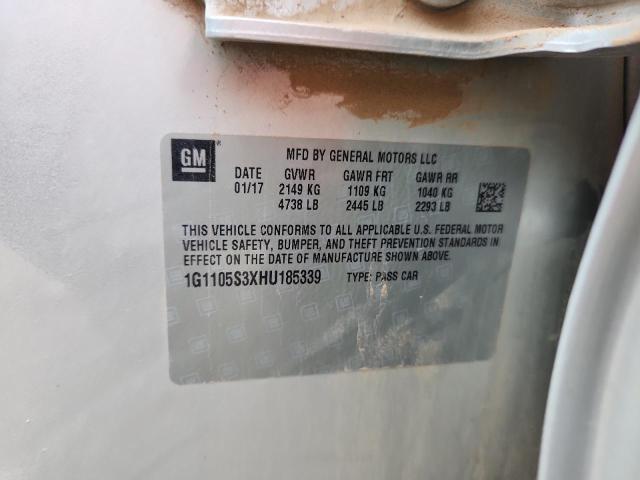 GM ®
MFD BY GENERAL MOTORS LLC
DATE GVWR GAWR FRT GAWR RR
01/17 2149 KG 1109 KG 1040 KG
4738 LB 2445 LB 2293 LB
THIS VEHICLE CONFORMS TO ALL APPLICABLE U.S. FEDERAL MOTOR
VEHICLE SAFETY, BUMPER, AND THEFT PREVENTION STANDARDS IN
EFFECT ON THE DATE OF MANUFACTURE SHOWN ABOVE.
1G1105S3XHU185339 TYPE: PASS CAR